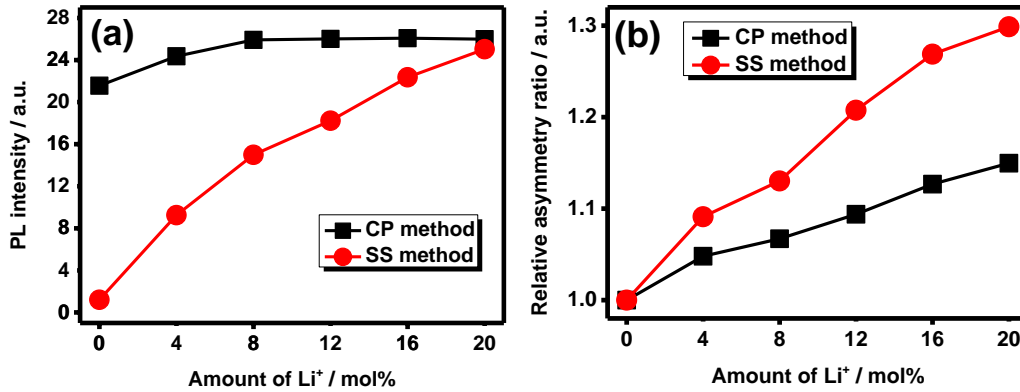 (a)
PL intensity / a.u.
28
24
20
16
12
8
4
0
CP method
SS method
0 4 8 12 16 20
Amount of Li⁺ / mol%
(b)
Relative asymmetry ratio / a.u.
1.3
1.2
1.1
1.0
CP method
SS method
0 4 8 12 16 20
Amount of Li⁺ / mol%